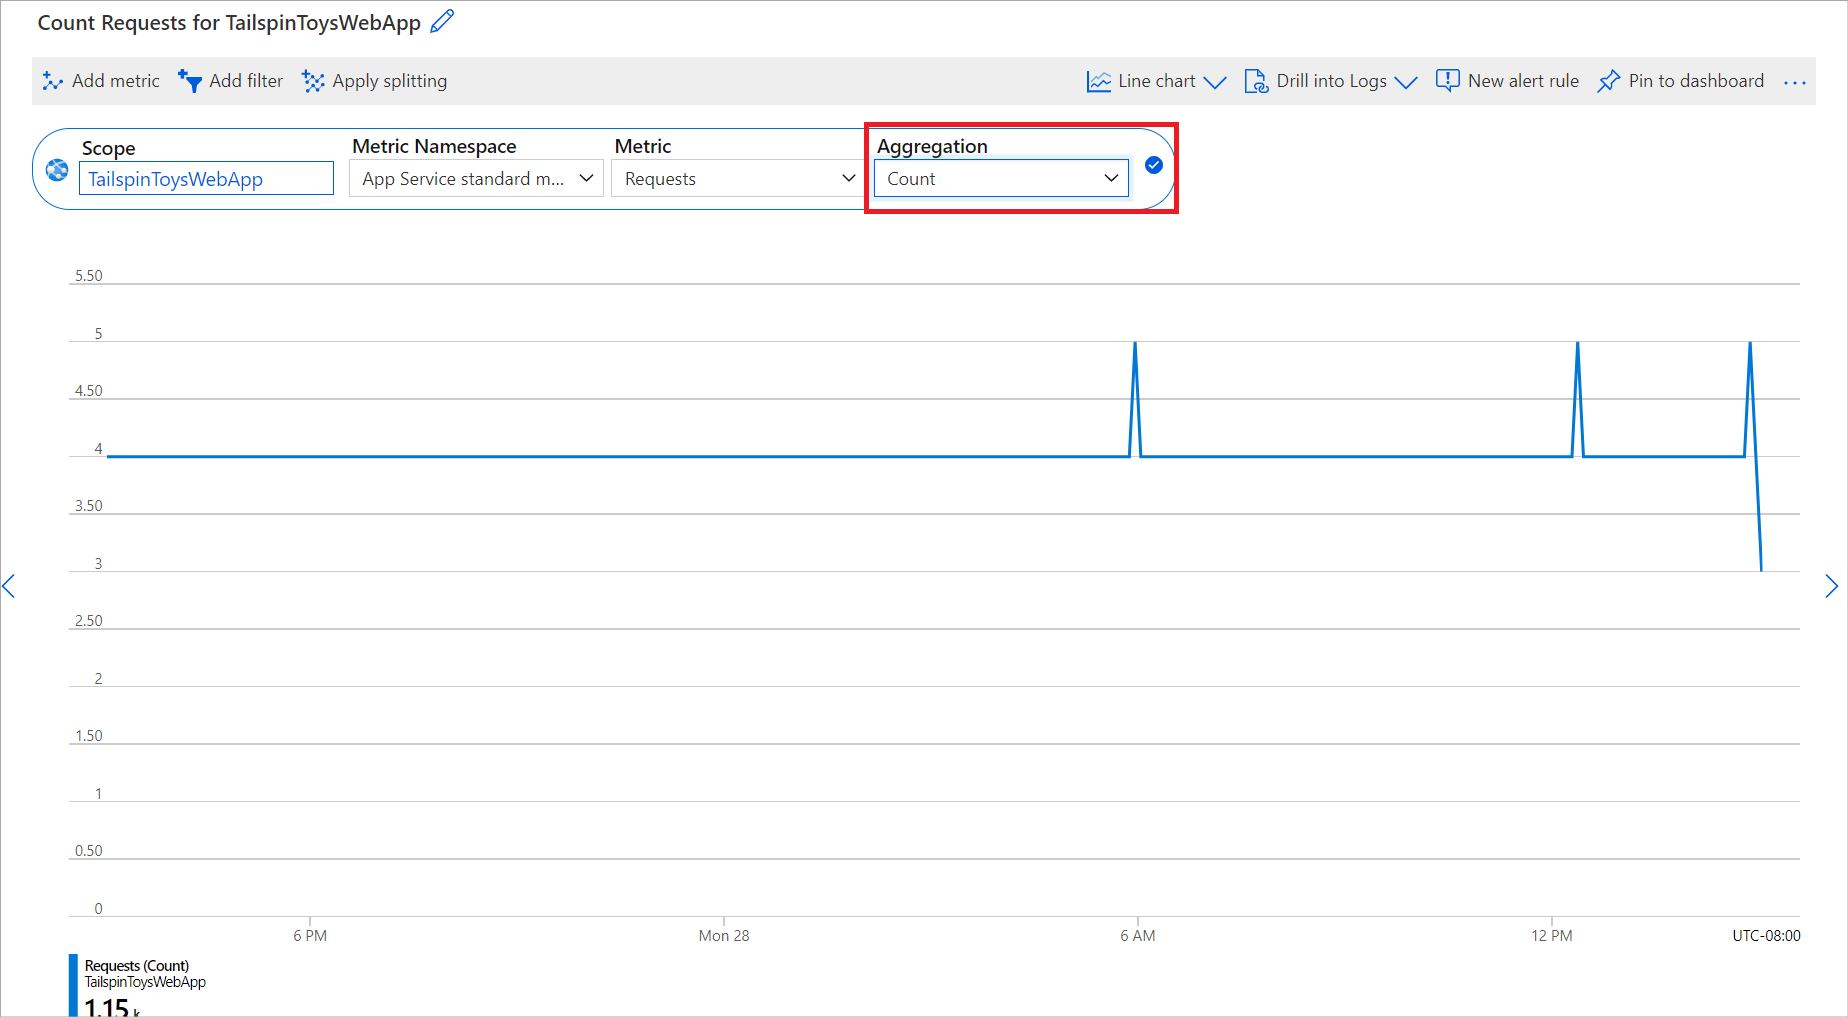 Count Requests for TailspinToysWebApp
Add metric Add filter Apply splitting Line chart Drill into Logs New alert rule Pin to dashboard ...
Scope Metric Namespace Metric Aggregation
TailspinToysWebApp App Service standard m... Requests Count
5.50
5
4.50
4
3.50
3
2.50
2
1.50
1
0.50
0
6 PM Mon 28 6 AM 12 PM UTC-08:00
Requests (Count)
TailspinToysWebApp
1.15 k